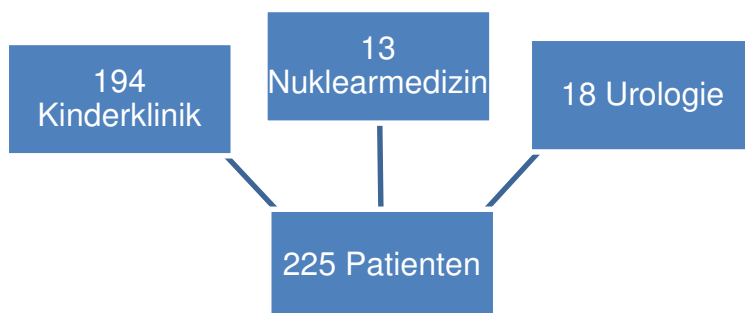 194
Kinderklinik
13
Nuklearmedizin
18 Urologie
225 Patienten